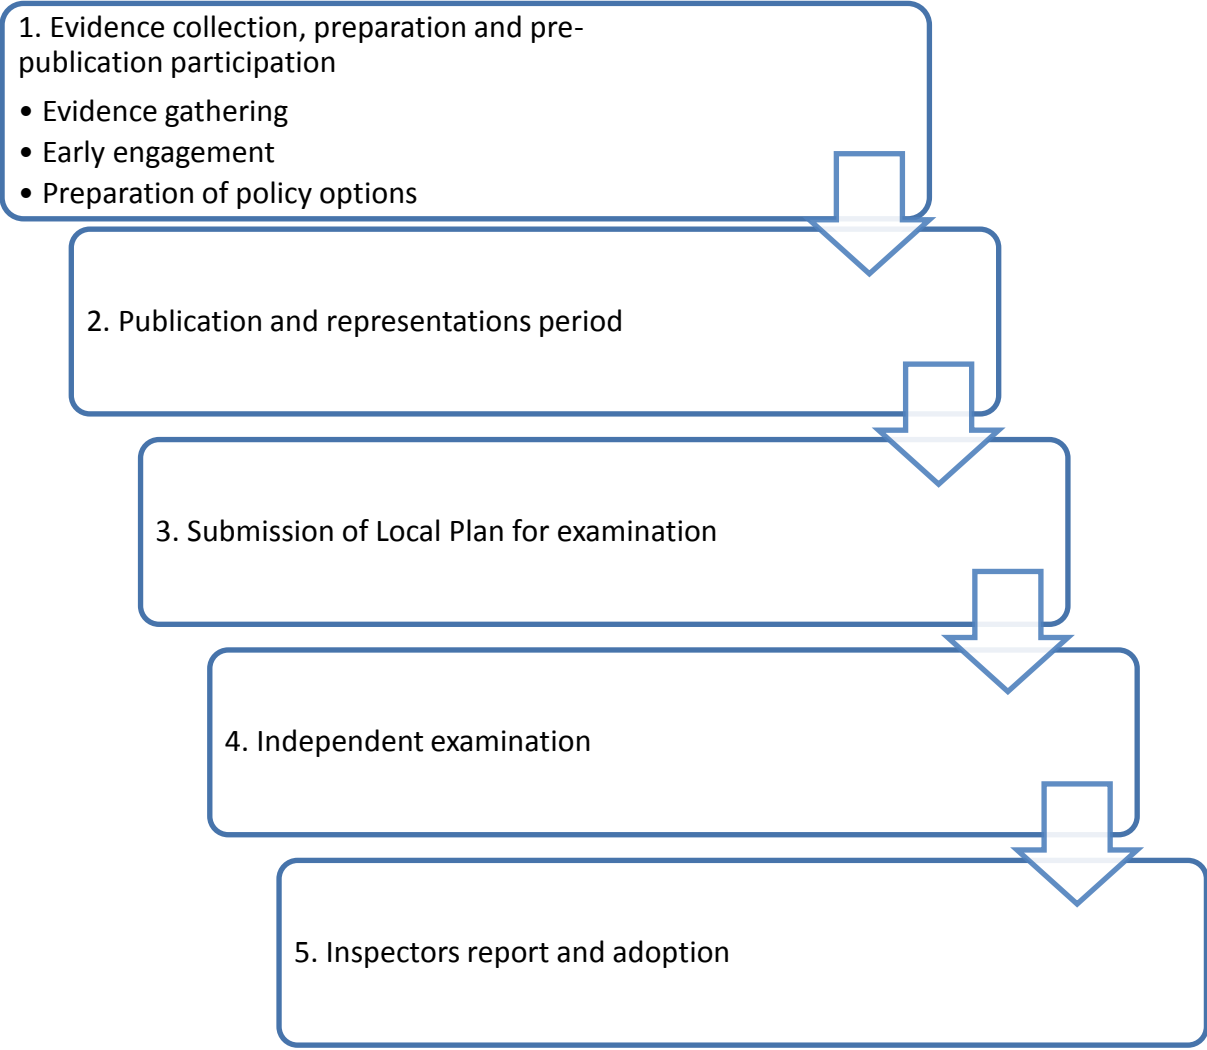 1. Evidence collection, preparation and pre-
publication participation
• Evidence gathering
• Early engagement
• Preparation of policy options
2. Publication and representations period
3. Submission of Local Plan for examination
4. Independent examination
5. Inspectors report and adoption